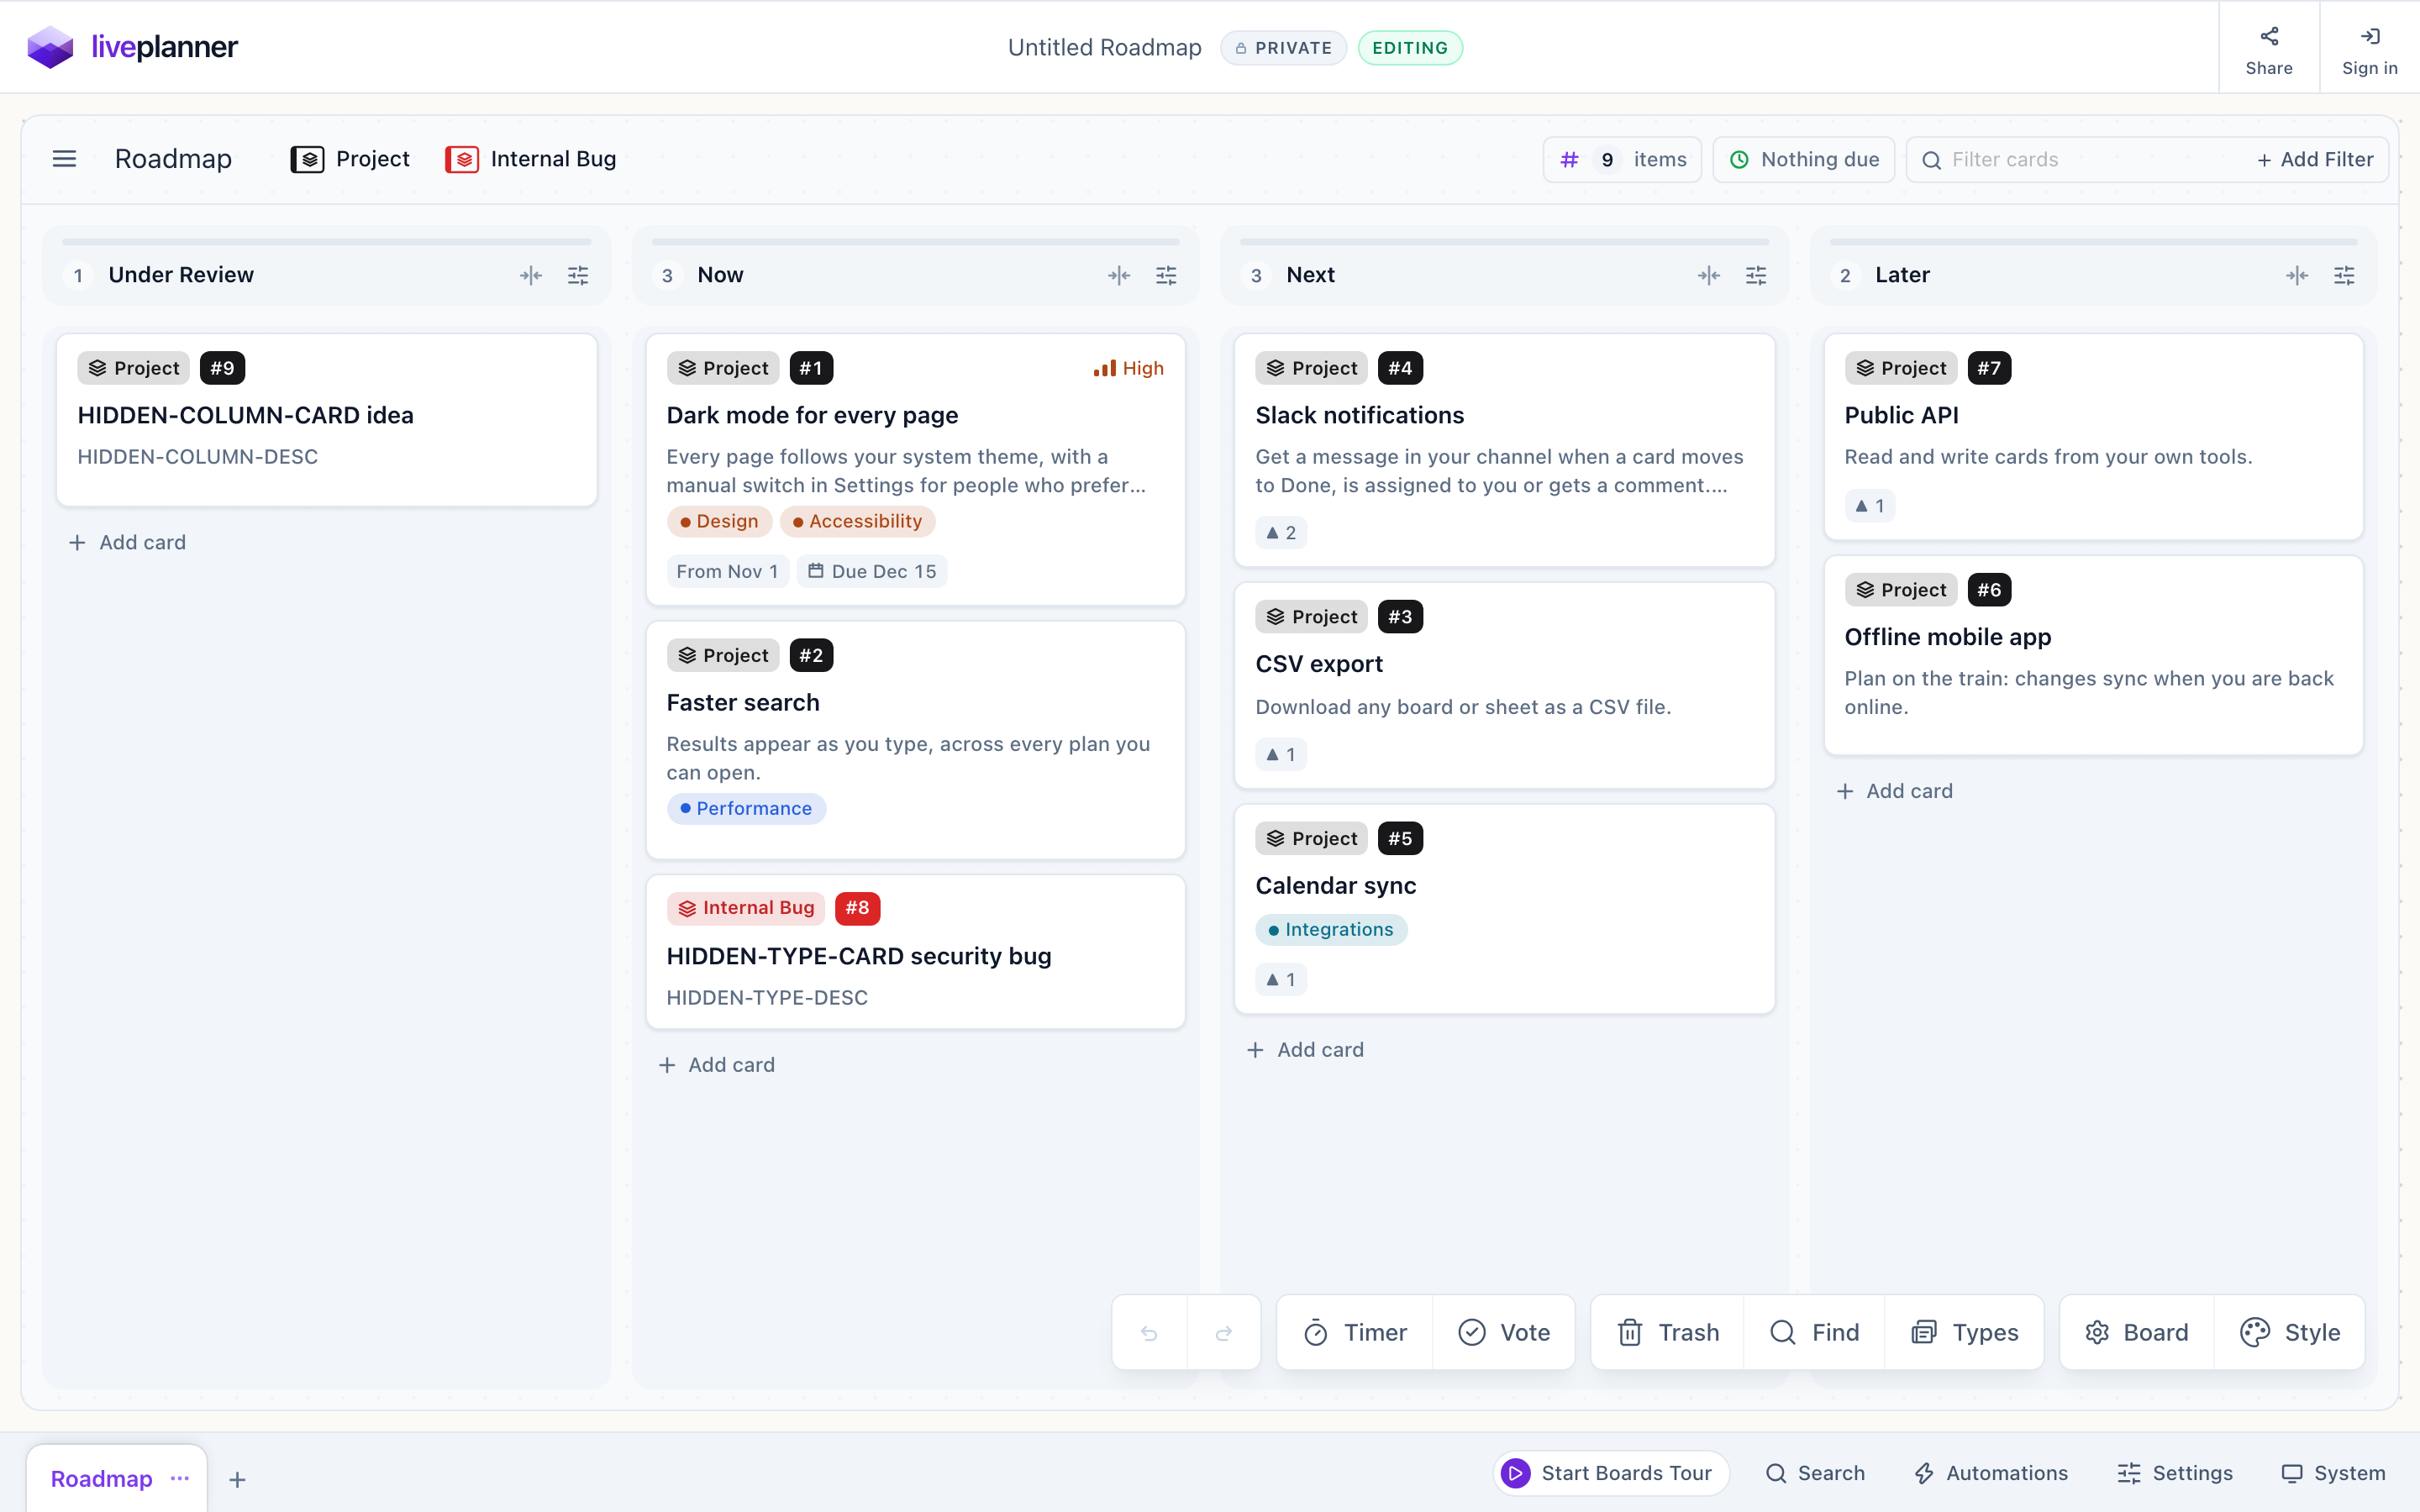 liveplanner
Untitled Roadmap
PRIVATE
EDITING
Share
Sign in
Roadmap
Project
Internal Bug
# 9 items
Nothing due
Filter cards
+ Add Filter
1 Under Review
Project #9
HIDDEN-COLUMN-CARD idea
HIDDEN-COLUMN-DESC
+ Add card
3 Now
Project #1
High
Dark mode for every page
Every page follows your system theme, with a
manual switch in Settings for people who prefer...
Design
Accessibility
From Nov 1
Due Dec 15
Project #2
Faster search
Results appear as you type, across every plan you
can open.
Performance
Internal Bug #8
HIDDEN-TYPE-CARD security bug
HIDDEN-TYPE-DESC
+ Add card
3 Next
Project #4
Slack notifications
Get a message in your channel when a card moves
to Done, is assigned to you or gets a comment....
▲ 2
Project #3
CSV export
Download any board or sheet as a CSV file.
▲ 1
Project #5
Calendar sync
Integrations
▲ 1
+ Add card
2 Later
Project #7
Public API
Read and write cards from your own tools.
▲ 1
Project #6
Offline mobile app
Plan on the train: changes sync when you are back
online.
+ Add card
Timer
Vote
Trash
Find
Types
Board
Style
Roadmap ...
+
Start Boards Tour
Search
Automations
Settings
System